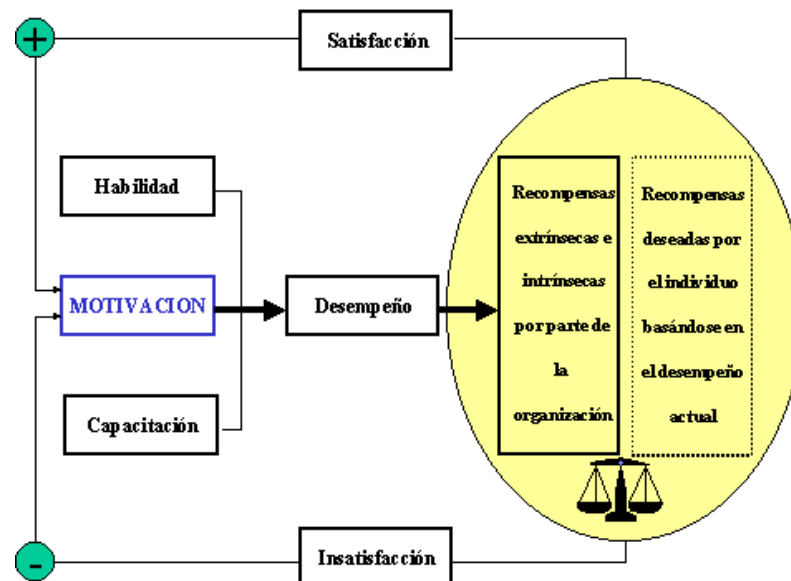 +
Satisfacción
Habilidad
MOTIVACION
Capacitación
Desempeño
Recompensas
extrínsecas e
intrínsecas
por parte de
la
organización
Recompensas
deseadas por
el individuo
basándose en
el desempeño
actual
-
Insatisfacción